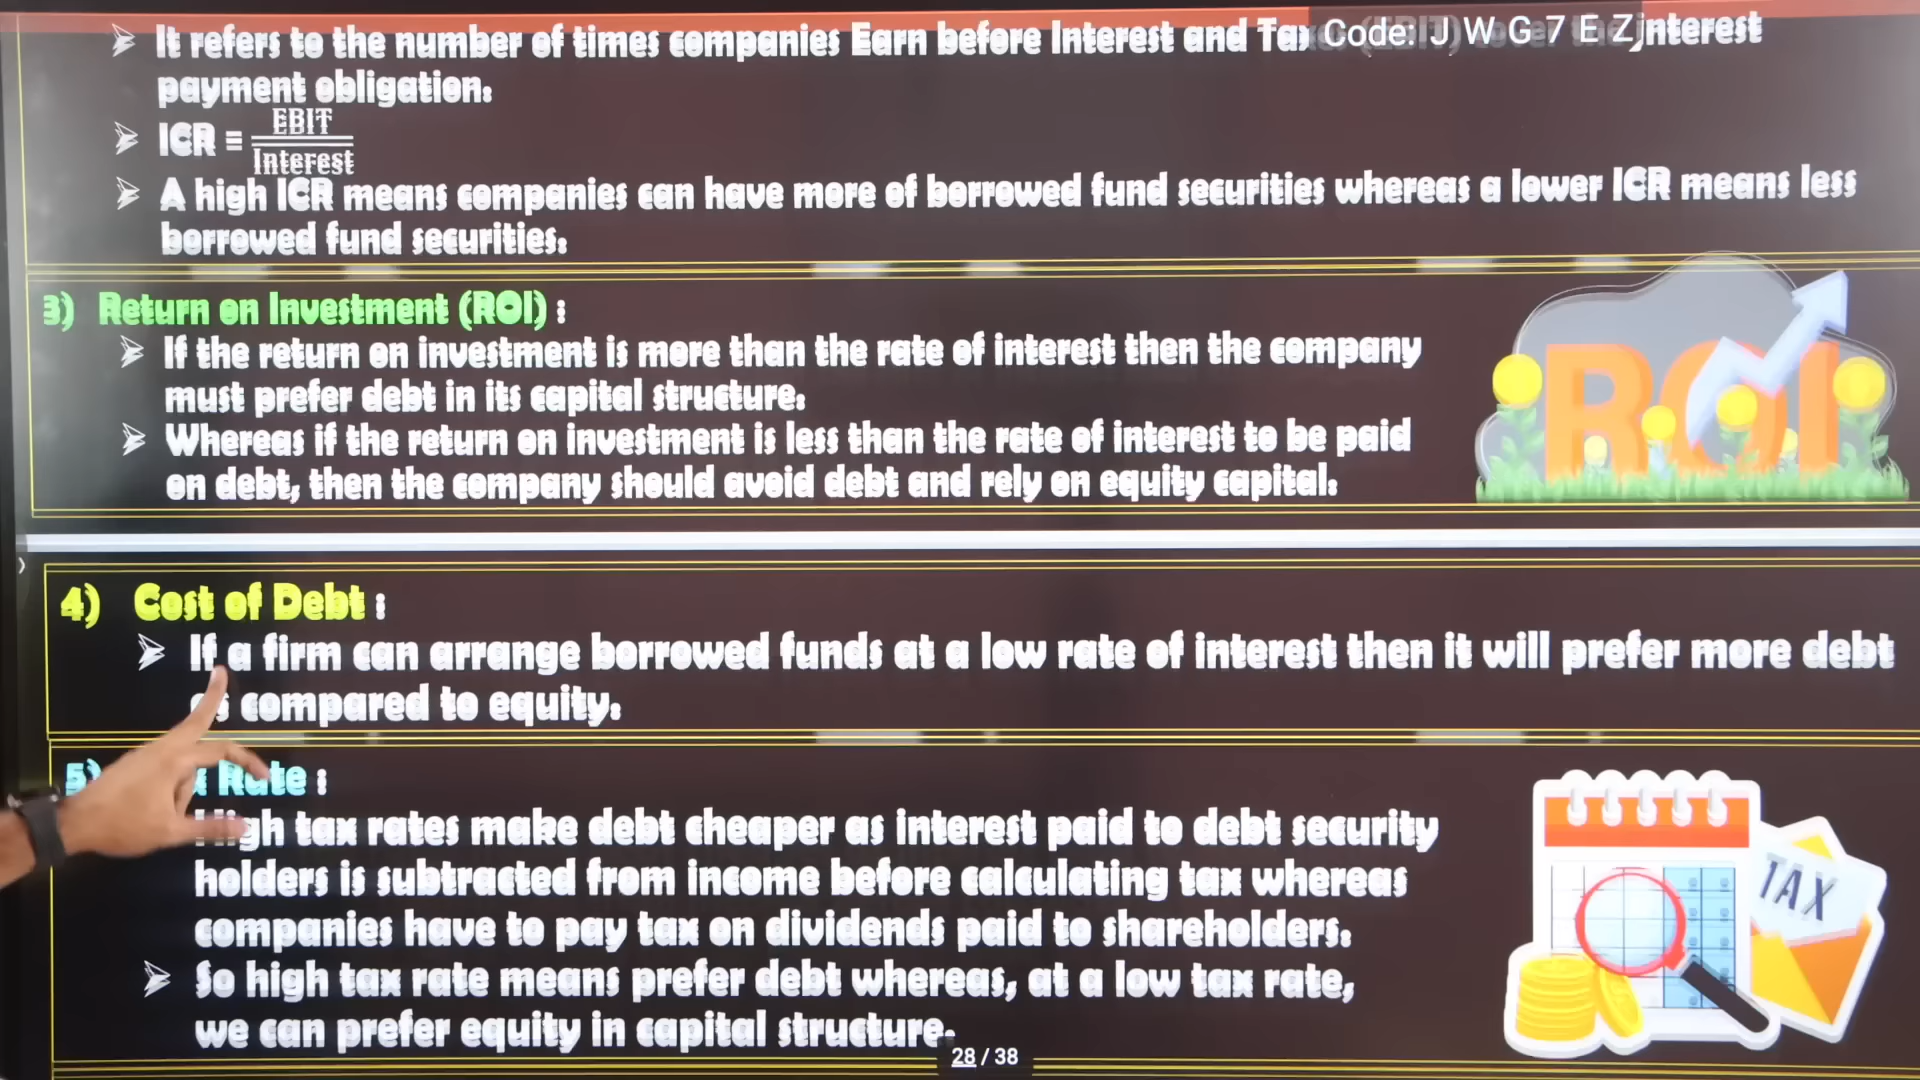 It refers to the number of times companies Earn before Interest and Tax Code: J W G 7 E Z interest
payment obligation.
ICR = EBIT
Interest
A high ICR means companies can have more of borrowed fund securities whereas a lower ICR means less
borrowed fund securities.
3) Return on Investment (ROI) :
If the return on investment is more than the rate of interest then the company
must prefer debt in its capital structure.
Whereas if the return on investment is less than the rate of interest to be paid
on debt, then the company should avoid debt and rely on equity capital.
ROI
4) Cost of Debt :
If a firm can arrange borrowed funds at a low rate of interest then it will prefer more debt
as compared to equity.
5) Rate :
High tax rates make debt cheaper as interest paid to debt security
holders is subtracted from income before calculating tax whereas
companies have to pay tax on dividends paid to shareholders.
TAX
So high tax rate means prefer debt whereas, at a low tax rate,
we can prefer equity in capital structure.
28 / 38